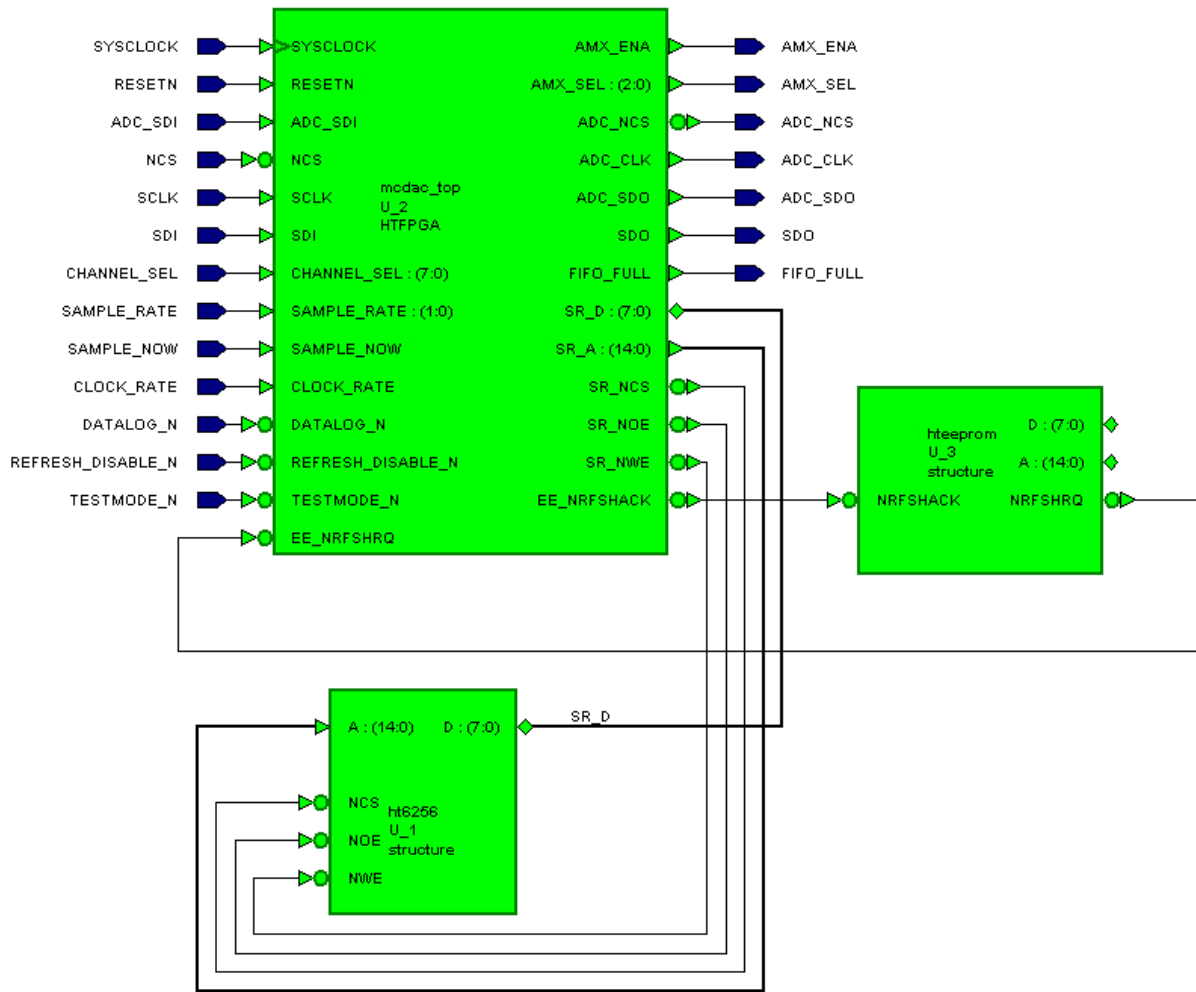 SYSCLOCK SYSCLOCK AMX_ENA AMX_ENA
RESETN RESETN AMX_SEL : (2:0) AMX_SEL
ADC_SDI ADC_SDI ADC_NCS ADC_NCS
NCS NCS ADC_CLK ADC_CLK
mcdac_top
SCLK SCLK ADC_SDO ADC_SDO
U_2
HTFPGA
SDI SDI SDO SDO
CHANNEL_SEL CHANNEL_SEL : (7:0) FIFO_FULL FIFO_FULL
SAMPLE_RATE SAMPLE_RATE : (1:0) SR_D : (7:0)
SAMPLE_NOW SAMPLE_NOW SR_A : (14:0)
CLOCK_RATE CLOCK_RATE SR_NCS
DATALOG_N DATALOG_N SR_NOE
REFRESH_DISABLE_N REFRESH_DISABLE_N SR_NWE
TESTMODE_N TESTMODE_N EE_NRFSHACK
EE_NRFSHRQ
D : (7:0)
hteeprom
U_3
A : (14:0)
structure
NRFSHACK NRFSHRQ
SR_D
A : (14:0) D : (7:0)
NCS
ht6256
U_1
NOE
structure
NWE